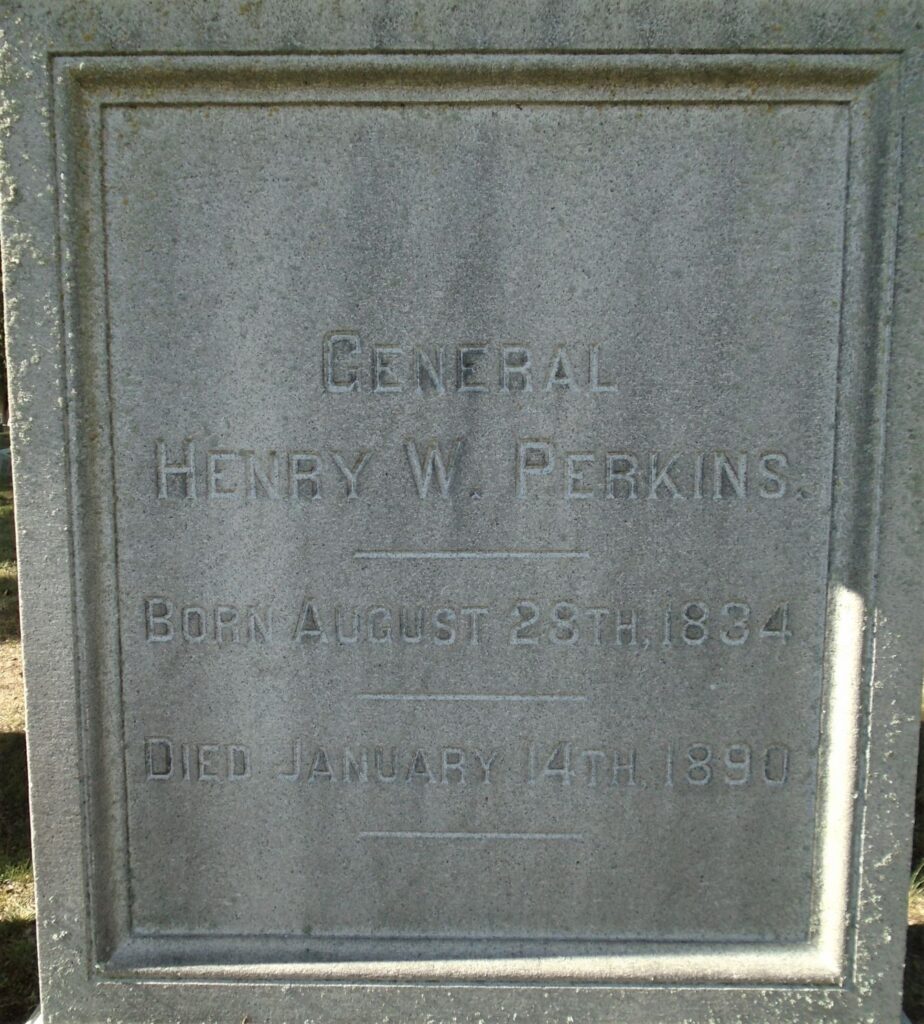 General
Henry W. Perkins.
Born August 28th, 1834
Died January 14th, 1890